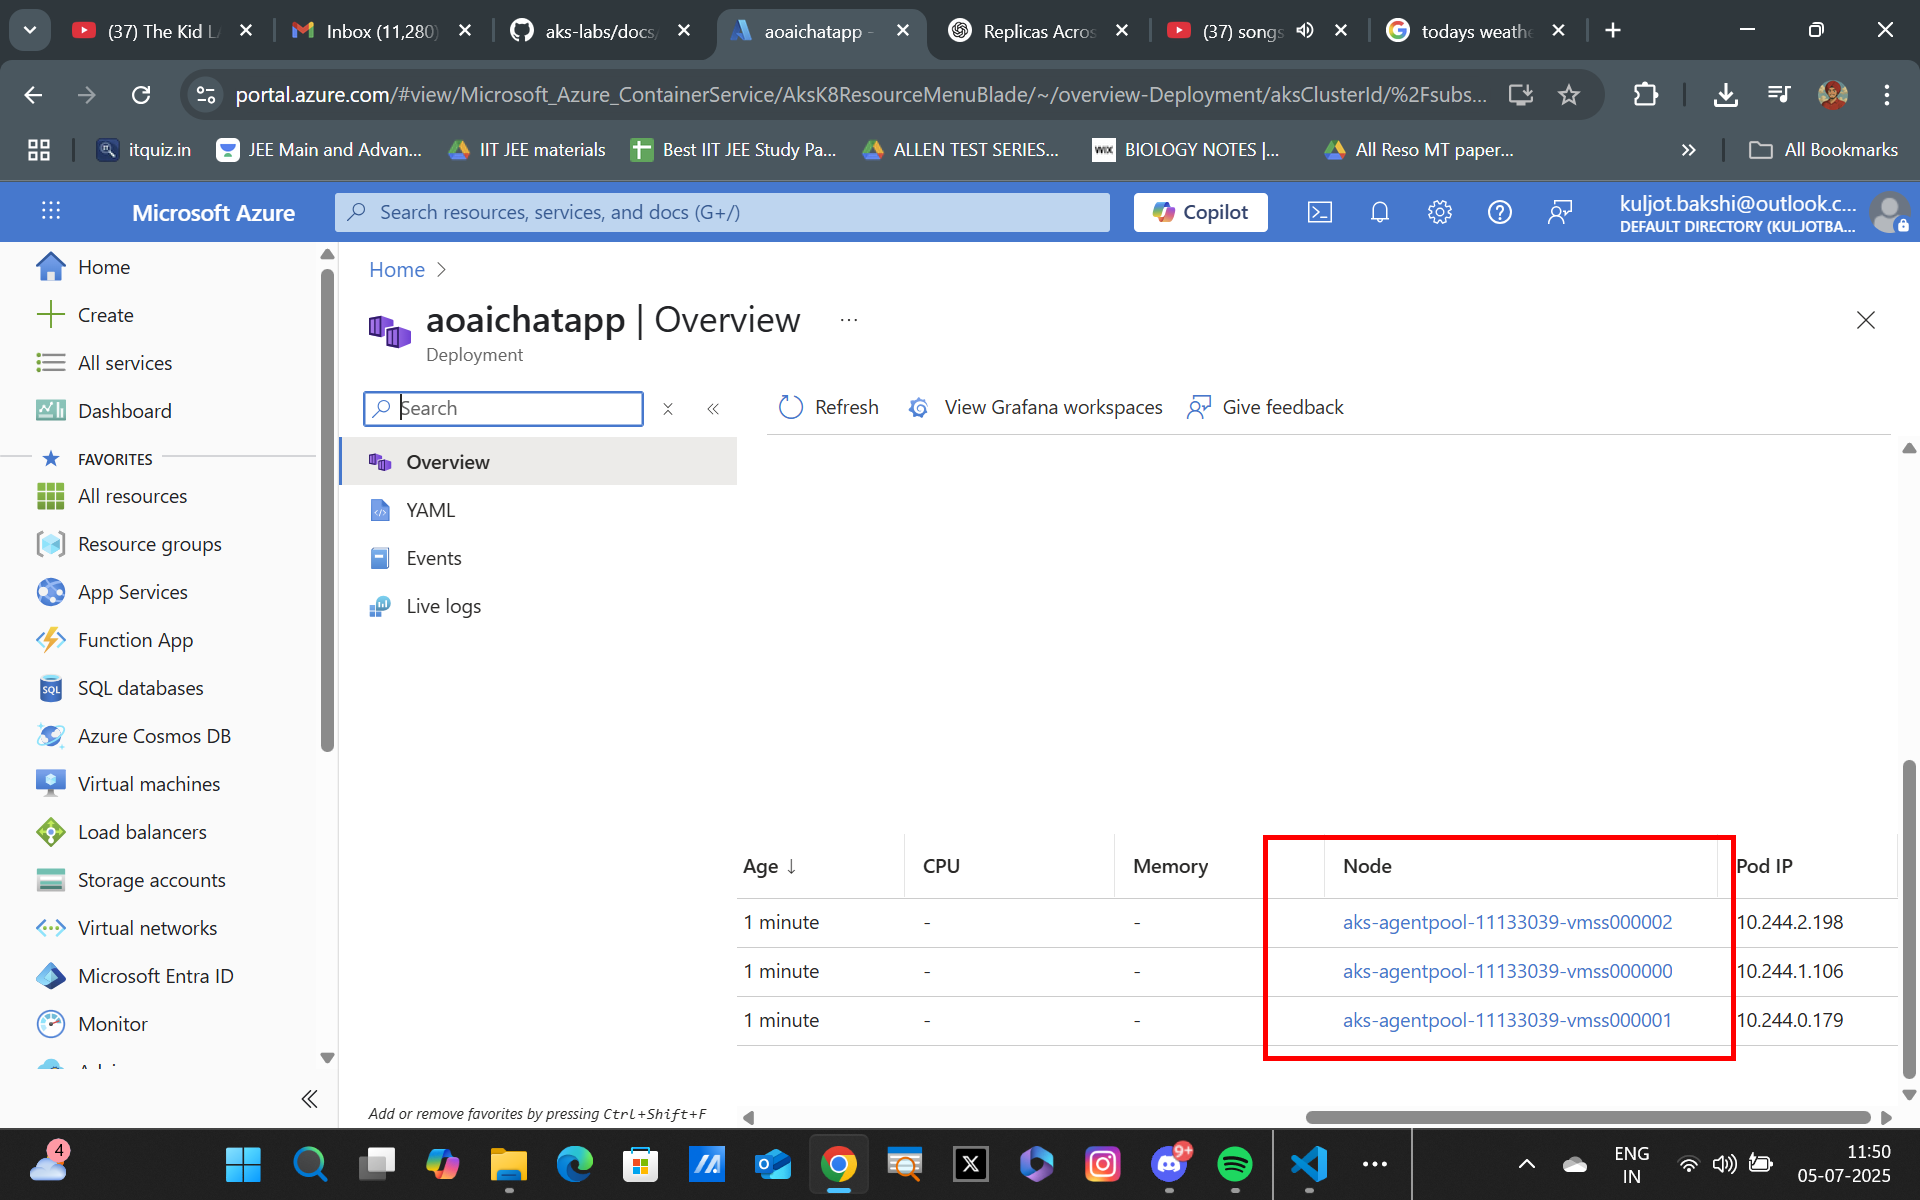 (37) The Kid L
Inbox (11,280)
aks-labs/docs/
aoaichatapp -
Replicas Acros
(37) songs
todays weathe
portal.azure.com/#view/Microsoft_Azure_ContainerService/AksK8ResourceMenuBlade/~/overview-Deployment/aksClusterId/%2Fsubs...
itquiz.in
JEE Main and Advan...
IIT JEE materials
Best IIT JEE Study Pa...
ALLEN TEST SERIES...
WiX
BIOLOGY NOTES |...
All Reso MT paper...
All Bookmarks
Microsoft Azure
Search resources, services, and docs (G+/)
Copilot
kuljot.bakshi@outlook.c...
DEFAULT DIRECTORY (KULJOTBA...
Home
Create
All services
Dashboard
FAVORITES
All resources
Resource groups
App Services
Function App
SQL
SQL databases
Azure Cosmos DB
Virtual machines
Load balancers
Storage accounts
Virtual networks
Microsoft Entra ID
Monitor
Home
aoaichatapp | Overview
...
Deployment
Search
Refresh
View Grafana workspaces
Give feedback
Overview
YAML
Events
Live logs
Age ↓ CPU Memory Node Pod IP
1 minute - - aks-agentpool-11133039-vmss000002 10.244.2.198
1 minute - - aks-agentpool-11133039-vmss000000 10.244.1.106
1 minute - - aks-agentpool-11133039-vmss000001 10.244.0.179
Add or remove favorites by pressing Ctrl+Shift+F
4
9+
ENG
IN
11:50
05-07-2025